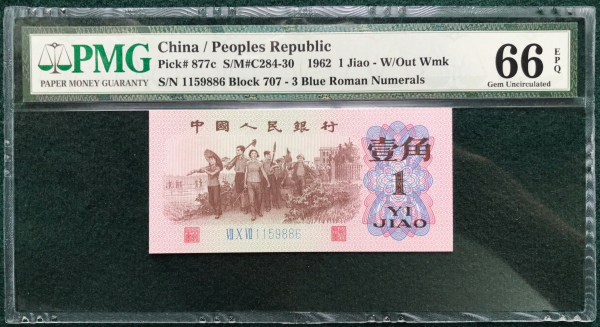 PMG
PAPER MONEY GUARANTY
China / Peoples Republic
Pick# 877c S/M#C284-30 1962 1 Jiao - W/Out Wmk
S/N 1159886 Block 707 - 3 Blue Roman Numerals
66 EPQ
Gem Uncirculated
中國人民銀行
壹角
1
YI
JIAO
Ⅶ Ⅹ Ⅶ 1159886